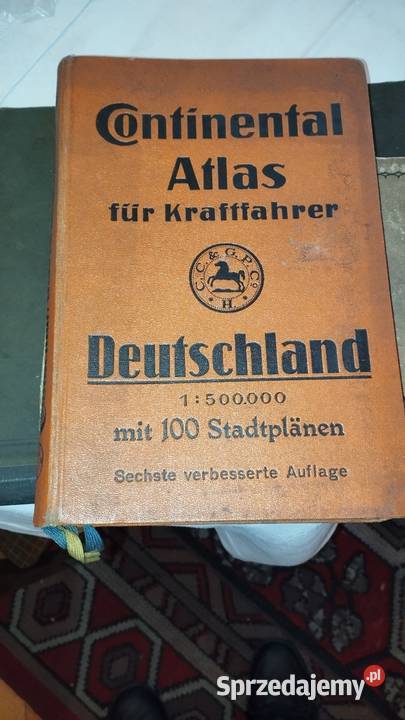 Continental
Atlas
für Kraftfahrer
C. C. & G. P. Cº
H.
Deutschland
1:500.000
mit 100 Stadtplänen
Sechste verbesserte Auflage
Sprzedajemy.pl